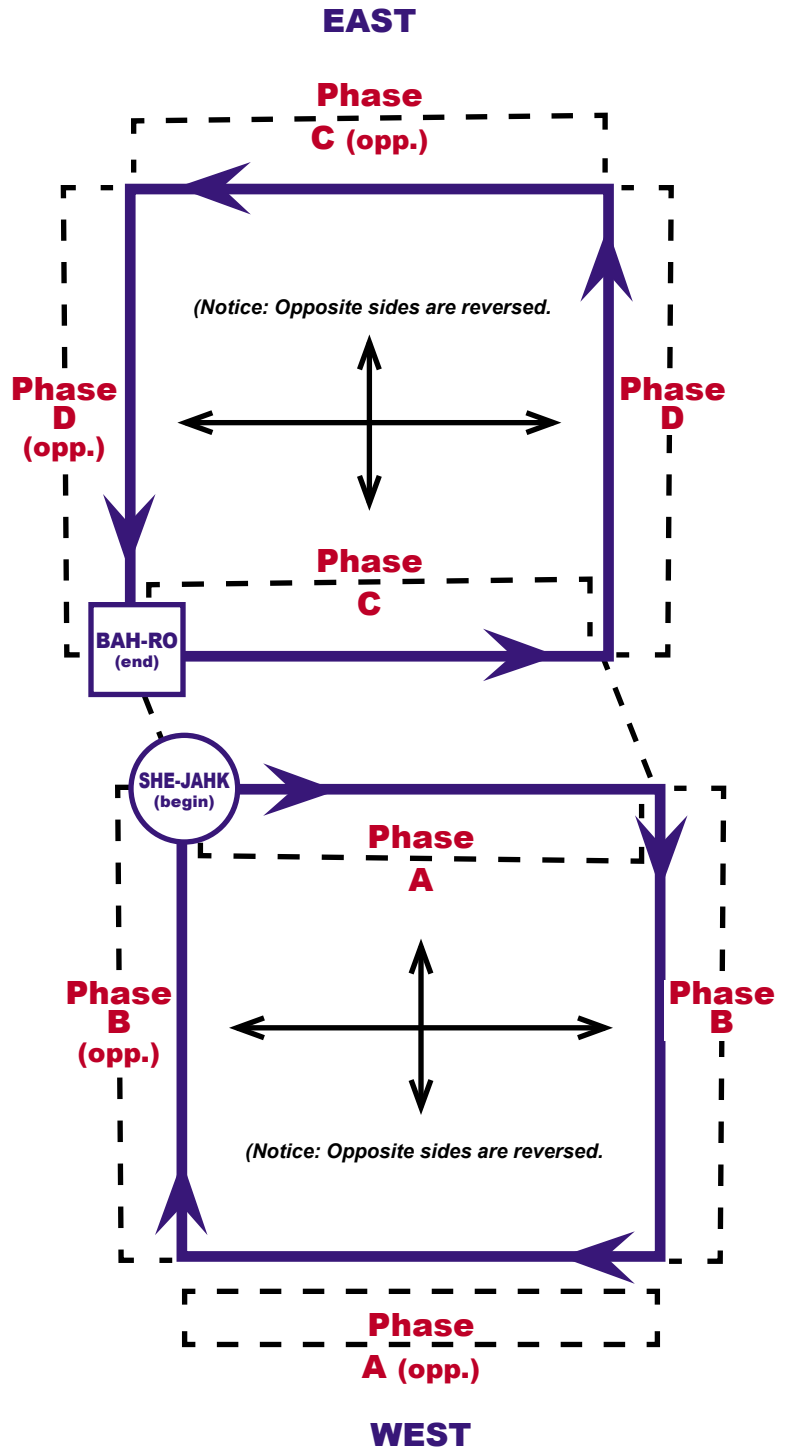 EAST
Phase
C (opp.)
(Notice: Opposite sides are reversed.
Phase
D
(opp.)
Phase
D
Phase
C
BAH-RO
(end)
SHE-JAHK
(begin)
Phase
A
Phase
B
(opp.)
Phase
B
(Notice: Opposite sides are reversed.
Phase
A (opp.)
WEST